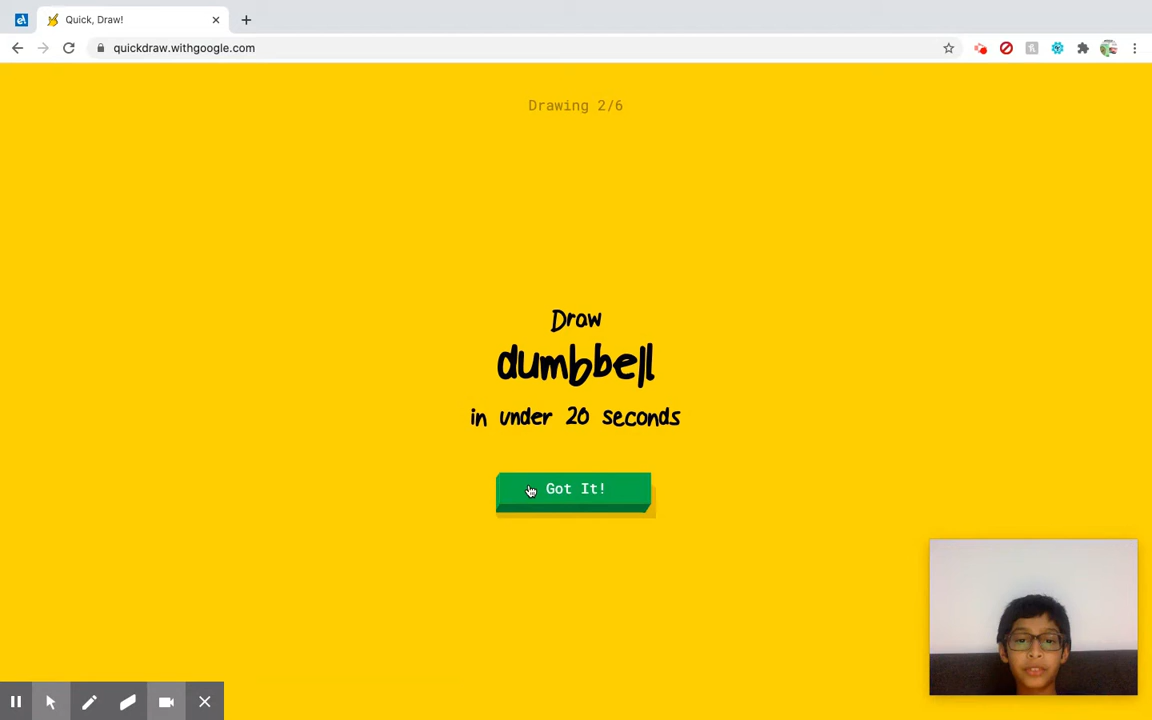 Quick, Draw!
quickdraw.withgoogle.com
Drawing 2/6
Draw
dumbbell
in under 20 seconds
Got It!